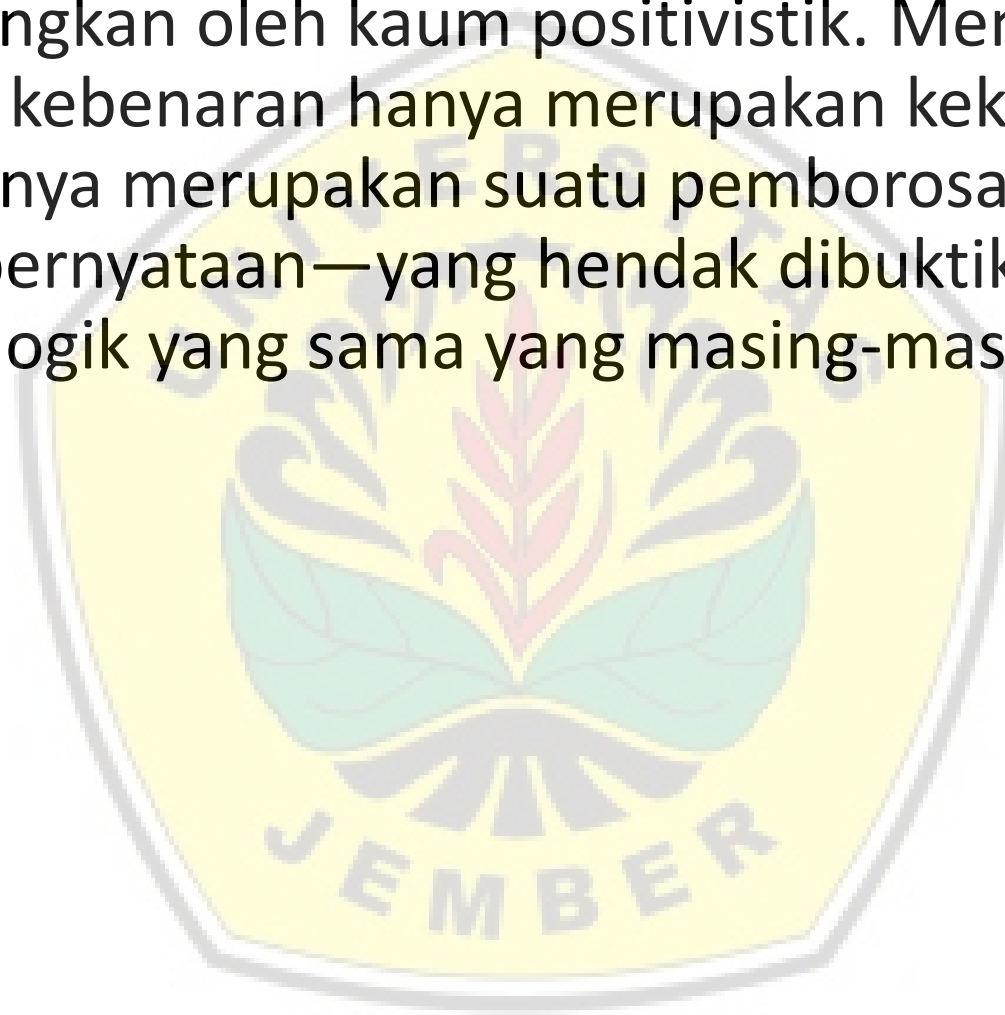 ngkan oleh kaum positivistik. Mer
kebenaran hanya merupakan kek
nya merupakan suatu pemborosa
pernyataan—yang hendak dibuktik
ogik yang sama yang masing-mas
UNIVERSITAS
JEMBER